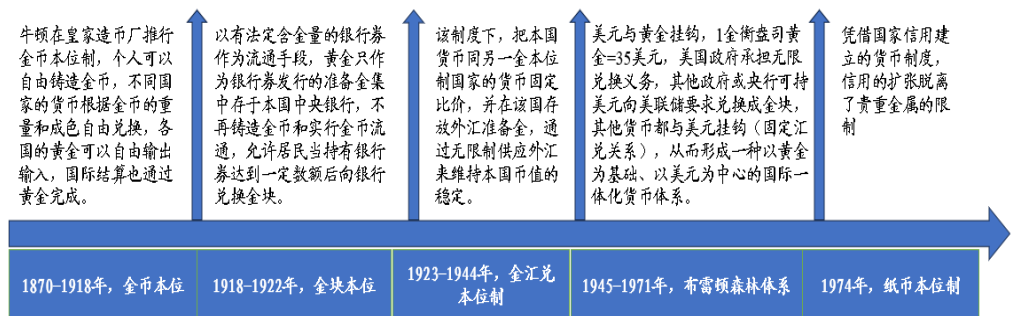 牛顿在皇家造币厂推行
金币本位制，个人可以
自由铸造金币，不同国
家的货币根据金币的重
量和成色自由兑换，各
国的黄金可以自由输出
输入，国际结算也通过
黄金完成。
以有法定含金量的银行券
作为流通手段，黄金只作
为银行券发行的准备金集
中存于本国中央银行，不
再铸造金币和实行金币流
通，允许居民当持有银行
券达到一定数额后向银行
兑换金块。
该制度下，把本国
货币同另一金本位
制国家的货币固定
比价，并在该国存
放外汇准备金，通
过无限制供应外汇
来维持本国币值的
稳定。
美元与黄金挂钩，1金衡盎司黄
金=35美元，美国政府承担无限
兑换义务，其他政府或央行可持
美元向美联储要求兑换成金块，
其他货币都与美元挂钩（固定汇
兑关系），从而形成一种以黄金
为基础、以美元为中心的国际一
体化货币体系。
凭借国家信用建
立的货币制度，
信用的扩张脱离
了贵重金属的限
制
1870-1918年，金币本位
1918-1922年，金块本位
1923-1944年，金汇兑
本位制
1945-1971年，布雷顿森林体系
1974年，纸币本位制